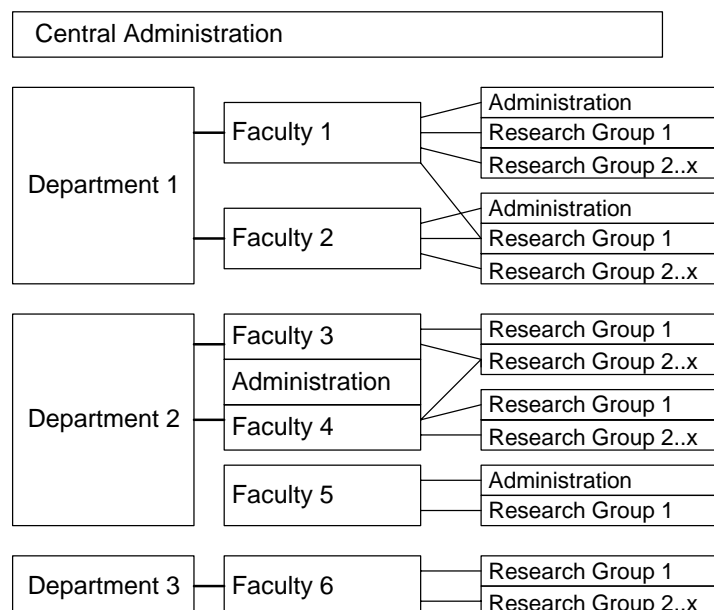 Central Administration
Department 1
Faculty 1
Administration
Research Group 1
Research Group 2..x
Faculty 2
Administration
Research Group 1
Research Group 2..x
Department 2
Faculty 3
Administration
Faculty 4
Research Group 1
Research Group 2..x
Research Group 1
Research Group 2..x
Faculty 5
Administration
Research Group 1
Department 3
Faculty 6
Research Group 1
Research Group 2..x